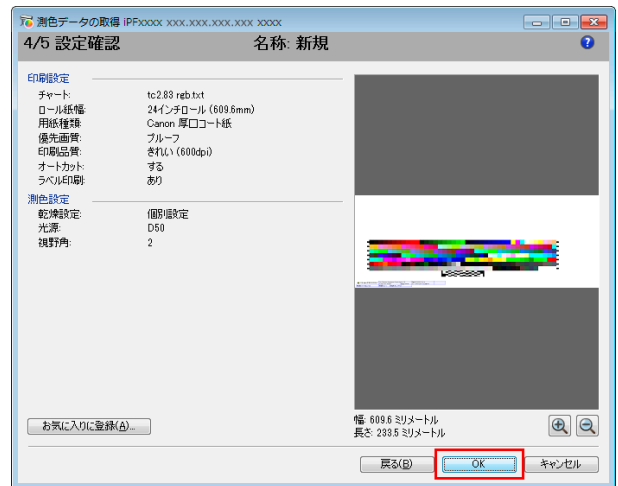 測色データの取得 iPFxxxx xxx.xxx.xxx.xxx xxxx
4/5 設定確認
名称: 新規
印刷設定
チャート: tc2.83 rgb.txt
ロール紙幅: 24インチロール (609.6mm)
用紙種類: Canon 厚口コート紙
優先画質: プルーフ
印刷品質: きれい (600dpi)
オートカット: する
ラベル印刷: あり
測色設定
乾燥設定: 個別設定
光源: D50
視野角: 2
幅: 609.6 ミリメートル
長さ: 233.5 ミリメートル
お気に入りに登録(A)...
戻る(B)
OK
キャンセル